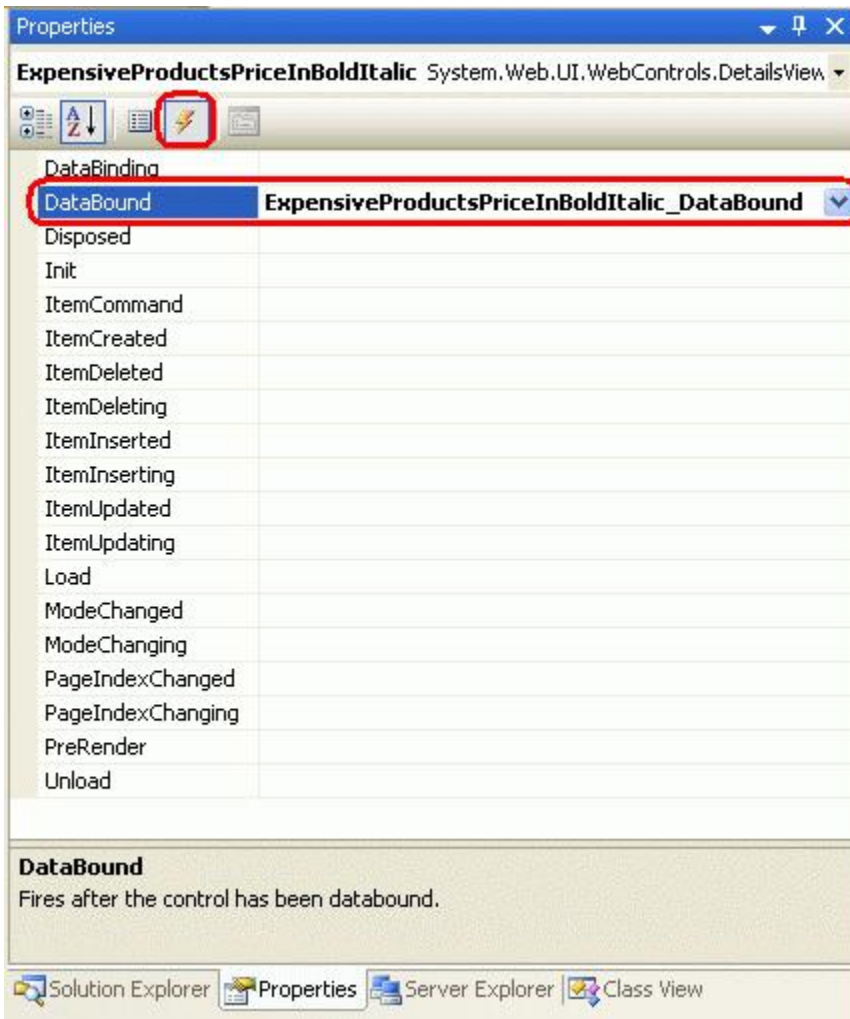 Properties
ExpensiveProductsPriceInBoldItalic System.Web.UI.WebControls.DetailsView
DataBinding
DataBound ExpensiveProductsPriceInBoldItalic_DataBound
Disposed
Init
ItemCommand
ItemCreated
ItemDeleted
ItemDeleting
ItemInserted
ItemInserting
ItemUpdated
ItemUpdating
Load
ModeChanged
ModeChanging
PageIndexChanged
PageIndexChanging
PreRender
Unload
DataBound
Fires after the control has been databound.
Solution Explorer Properties Server Explorer Class View